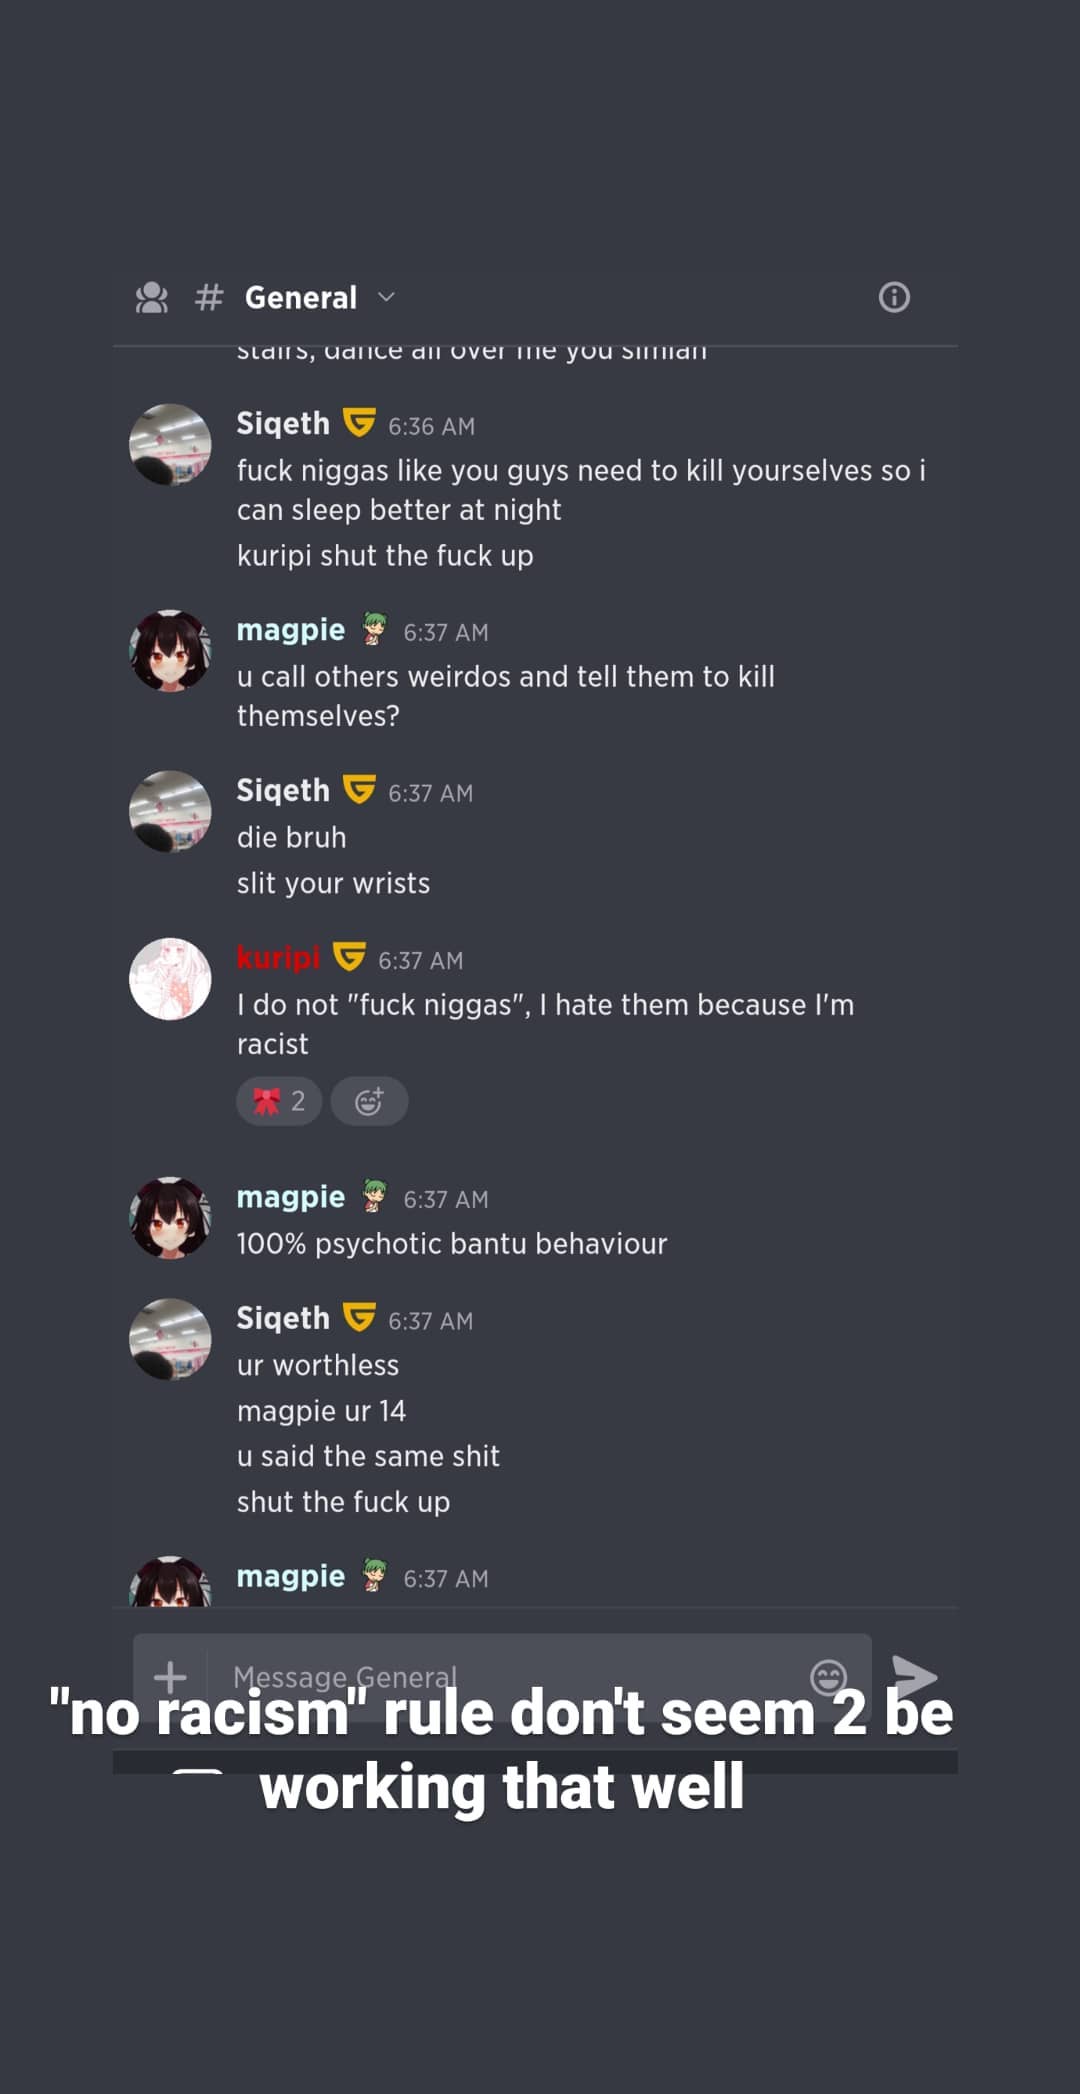 General
stairs, dance all over me you simian
Siqeth 6:36 AM
fuck niggas like you guys need to kill yourselves so i
can sleep better at night
kuripi shut the fuck up
magpie 6:37 AM
u call others weirdos and tell them to kill
themselves?
Siqeth 6:37 AM
die bruh
slit your wrists
kuripi 6:37 AM
I do not "fuck niggas", I hate them because I'm
racist
2
magpie 6:37 AM
100% psychotic bantu behaviour
Siqeth 6:37 AM
ur worthless
magpie ur 14
u said the same shit
shut the fuck up
magpie 6:37 AM
Message General
"no racism" rule don't seem 2 be
working that well